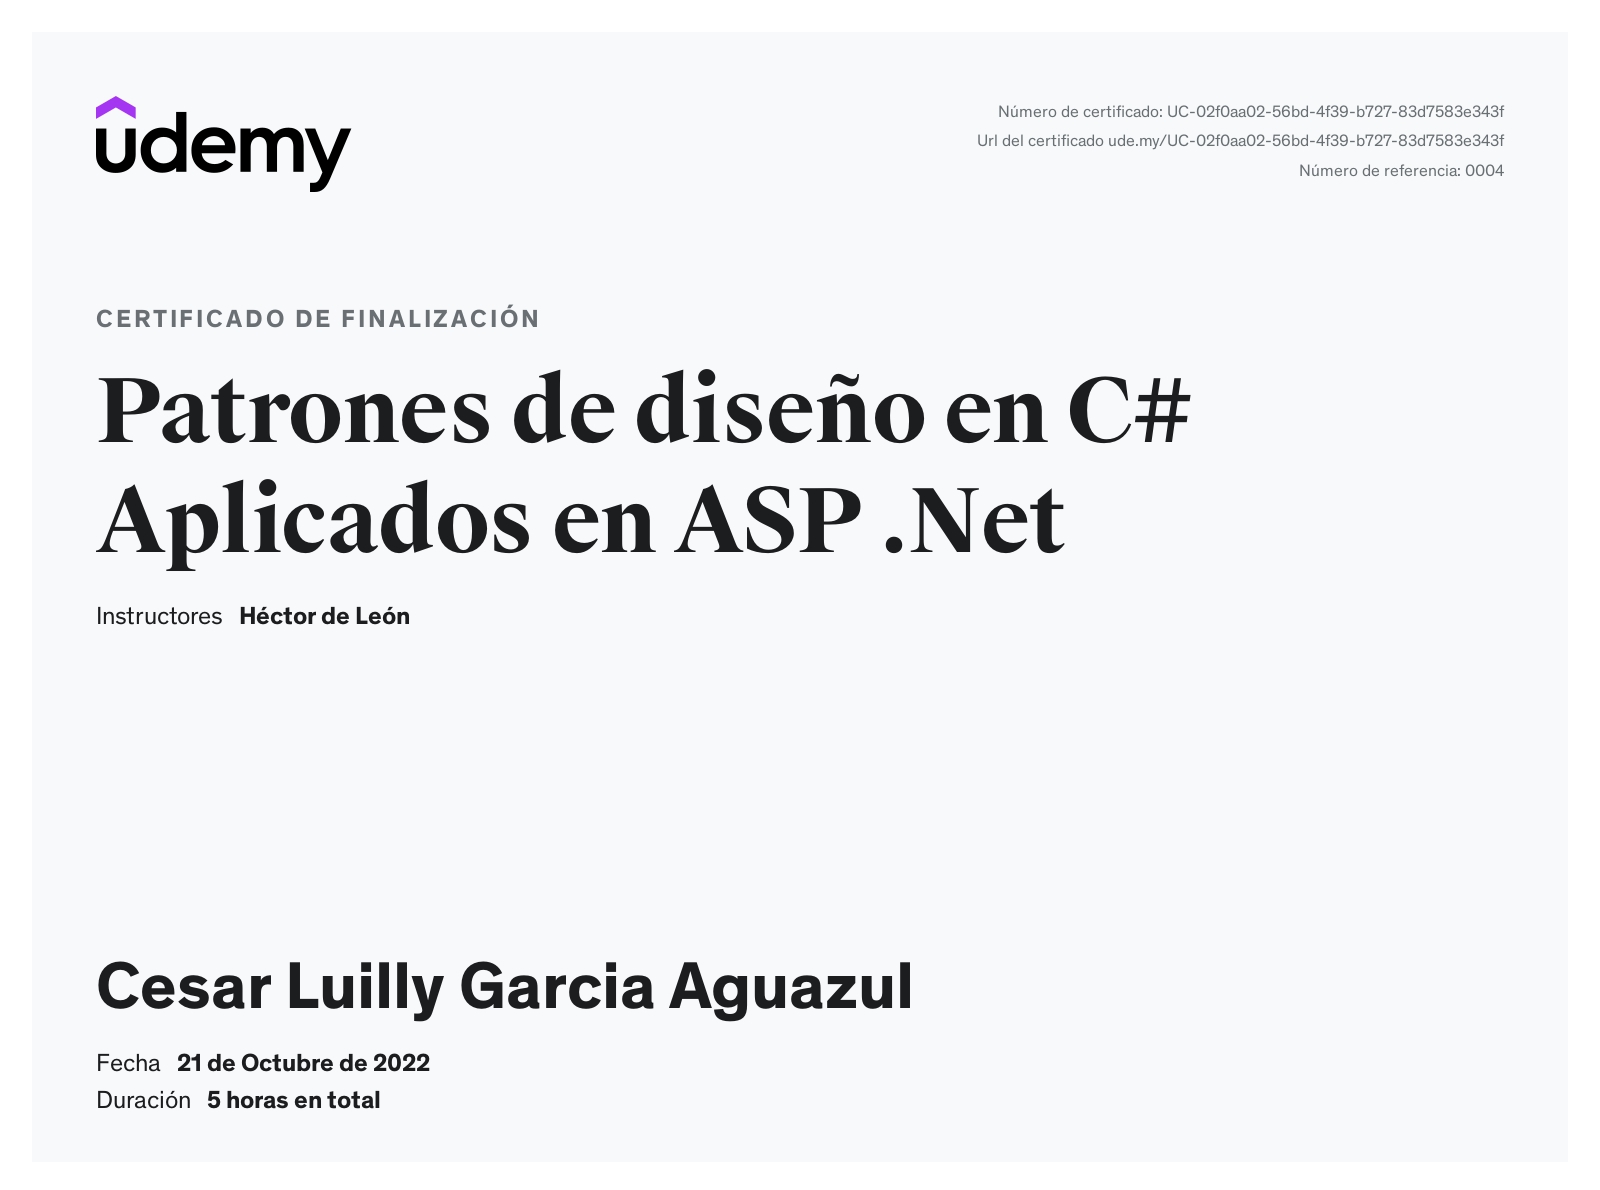 udemy
Número de certificado: UC-02f0aa02-56bd-4f39-b727-83d7583e343f
Url del certificado ude.my/UC-02f0aa02-56bd-4f39-b727-83d7583e343f
Número de referencia: 0004
CERTIFICADO DE FINALIZACIÓN
Patrones de diseño en C#
Aplicados en ASP .Net
Instructores Héctor de León
Cesar Luilly Garcia Aguazul
Fecha 21 de Octubre de 2022
Duración 5 horas en total